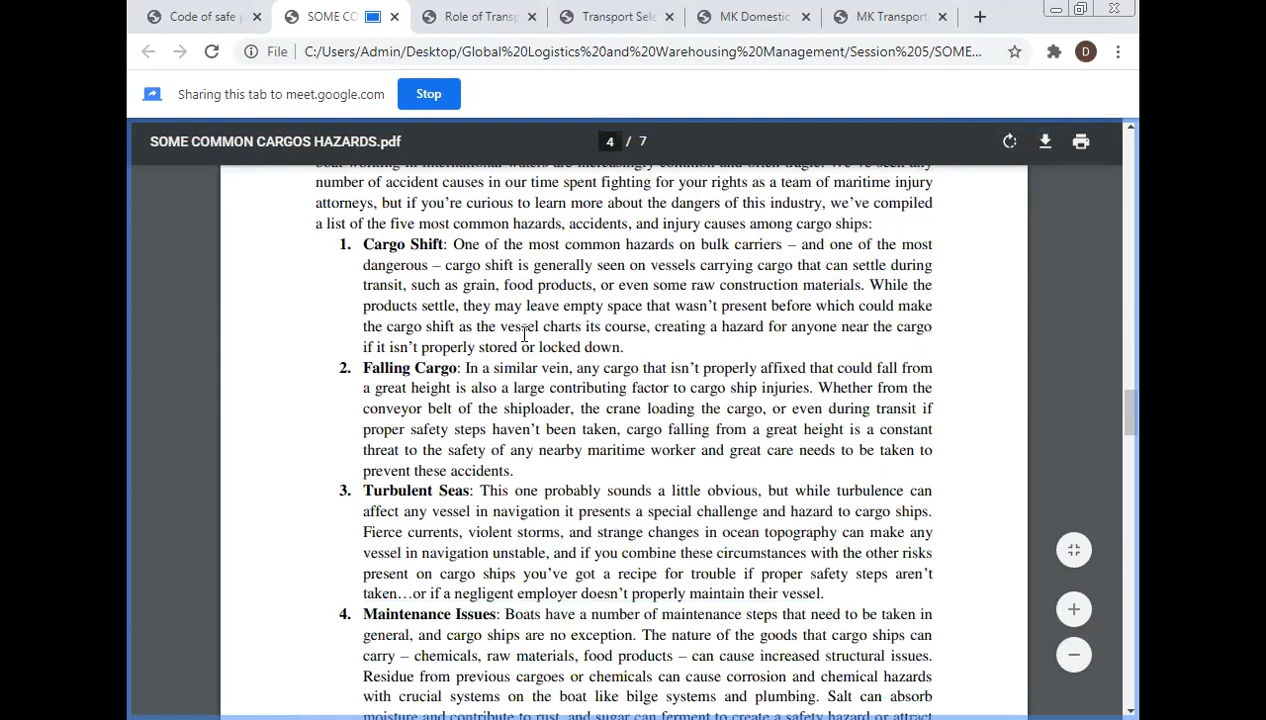 Code of safe p
SOME CO
Role of Transp
Transport Sele
MK Domestic
MK Transport
File
C:/Users/Admin/Desktop/Global%20Logistics%20and%20Warehousing%20Management/Session%205/SOME...
D
Sharing this tab to meet.google.com
Stop
SOME COMMON CARGOS HAZARDS.pdf
4 / 7
boat working in international waters are increasingly common and often tragic. We've seen any
number of accident causes in our time spent fighting for your rights as a team of maritime injury
attorneys, but if you're curious to learn more about the dangers of this industry, we've compiled
a list of the five most common hazards, accidents, and injury causes among cargo ships:
1. Cargo Shift: One of the most common hazards on bulk carriers – and one of the most
dangerous – cargo shift is generally seen on vessels carrying cargo that can settle during
transit, such as grain, food products, or even some raw construction materials. While the
products settle, they may leave empty space that wasn't present before which could make
the cargo shift as the vessel charts its course, creating a hazard for anyone near the cargo
if it isn't properly stored or locked down.
2. Falling Cargo: In a similar vein, any cargo that isn't properly affixed that could fall from
a great height is also a large contributing factor to cargo ship injuries. Whether from the
conveyor belt of the shiploader, the crane loading the cargo, or even during transit if
proper safety steps haven't been taken, cargo falling from a great height is a constant
threat to the safety of any nearby maritime worker and great care needs to be taken to
prevent these accidents.
3. Turbulent Seas: This one probably sounds a little obvious, but while turbulence can
affect any vessel in navigation it presents a special challenge and hazard to cargo ships.
Fierce currents, violent storms, and strange changes in ocean topography can make any
vessel in navigation unstable, and if you combine these circumstances with the other risks
present on cargo ships you've got a recipe for trouble if proper safety steps aren't
taken…or if a negligent employer doesn't properly maintain their vessel.
4. Maintenance Issues: Boats have a number of maintenance steps that need to be taken in
general, and cargo ships are no exception. The nature of the goods that cargo ships can
carry – chemicals, raw materials, food products – can cause increased structural issues.
Residue from previous cargoes or chemicals can cause corrosion and chemical hazards
with crucial systems on the boat like bilge systems and plumbing. Salt can absorb
moisture and contribute to rust, and sugar can ferment to create a safety hazard or attract